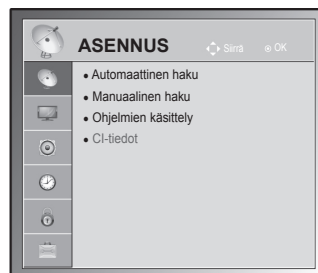 ASENNUS Siirrä OK
Automaattinen haku
Manuaalinen haku
Ohjelmien käsittely
CI-tiedot